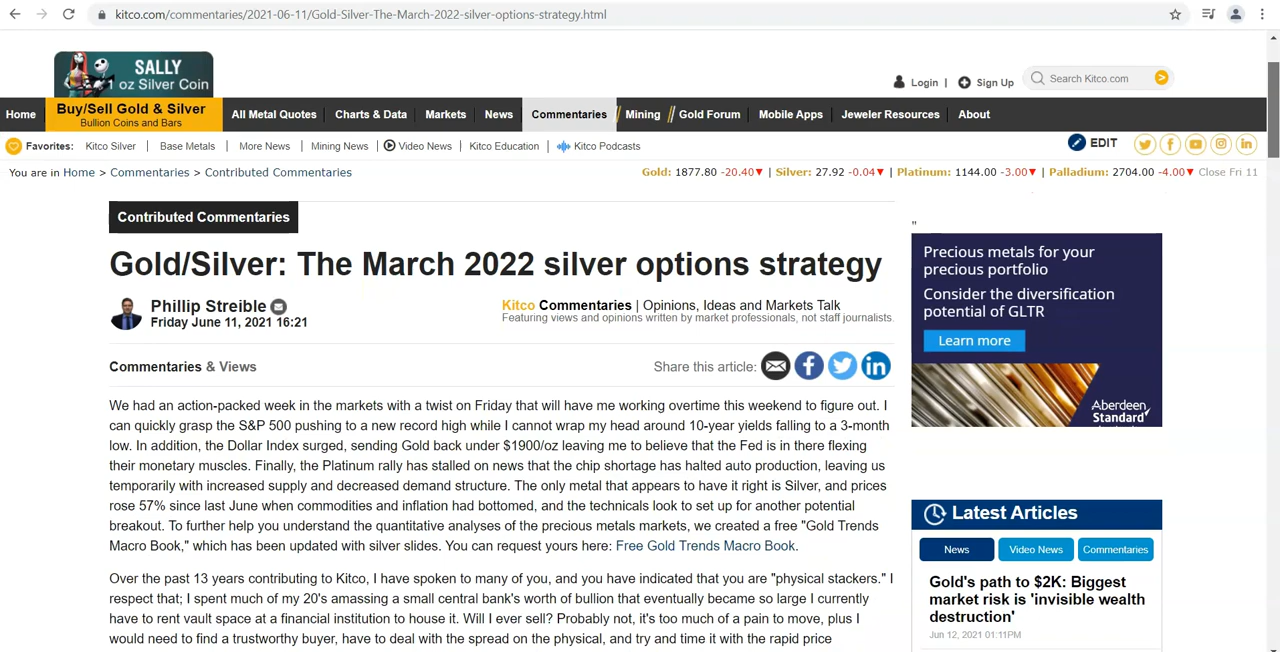 kitco.com/commentaries/2021-06-11/Gold-Silver-The-March-2022-silver-options-strategy.html
SALLY
1 oz Silver Coin
Login | Sign Up
Search Kitco.com
Home
Buy/Sell Gold & Silver
Bullion Coins and Bars
All Metal Quotes
Charts & Data
Markets
News
Commentaries
Mining
Gold Forum
Mobile Apps
Jeweler Resources
About
Favorites: Kitco Silver | Base Metals | More News | Mining News | Video News | Kitco Education | Kitco Podcasts
EDIT
You are in Home > Commentaries > Contributed Commentaries
Gold: 1877.80 -20.40▼ | Silver: 27.92 -0.04▼ | Platinum: 1144.00 -3.00▼ | Palladium: 2704.00 -4.00▼ Close Fri 11
Contributed Commentaries
Gold/Silver: The March 2022 silver options strategy
Phillip Streible
Friday June 11, 2021 16:21
Kitco Commentaries | Opinions, Ideas and Markets Talk
Featuring views and opinions written by market professionals, not staff journalists.
Commentaries & Views
Share this article:
We had an action-packed week in the markets with a twist on Friday that will have me working overtime this weekend to figure out. I
can quickly grasp the S&P 500 pushing to a new record high while I cannot wrap my head around 10-year yields falling to a 3-month
low. In addition, the Dollar Index surged, sending Gold back under $1900/oz leaving me to believe that the Fed is in there flexing
their monetary muscles. Finally, the Platinum rally has stalled on news that the chip shortage has halted auto production, leaving us
temporarily with increased supply and decreased demand structure. The only metal that appears to have it right is Silver, and prices
rose 57% since last June when commodities and inflation had bottomed, and the technicals look to set up for another potential
breakout. To further help you understand the quantitative analyses of the precious metals markets, we created a free "Gold Trends
Macro Book," which has been updated with silver slides. You can request yours here: Free Gold Trends Macro Book.
Over the past 13 years contributing to Kitco, I have spoken to many of you, and you have indicated that you are "physical stackers." I
respect that; I spent much of my 20's amassing a small central bank's worth of bullion that eventually became so large I currently
have to rent vault space at a financial institution to house it. Will I ever sell? Probably not, it's too much of a pain to move, plus I
would need to find a trustworthy buyer, have to deal with the spread on the physical, and try and time it with the rapid price
"
Precious metals for your
precious portfolio
Consider the diversification
potential of GLTR
Learn more
Aberdeen
Standard
Latest Articles
News
Video News
Commentaries
Gold's path to $2K: Biggest
market risk is 'invisible wealth
destruction'
Jun 12, 2021 01:11PM